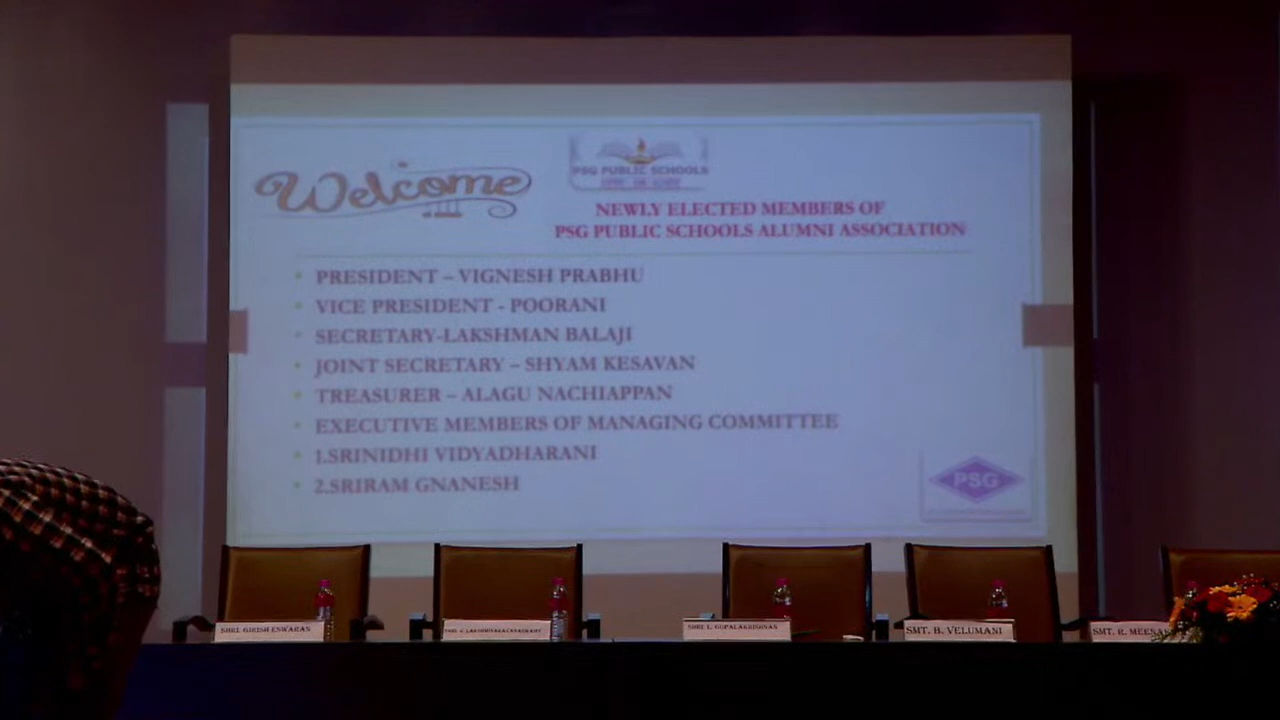 Welcome
PSG PUBLIC SCHOOLS
NEWLY ELECTED MEMBERS OF
PSG PUBLIC SCHOOLS ALUMNI ASSOCIATION
• PRESIDENT – VIGNESH PRABHU
• VICE PRESIDENT - POORANI
• SECRETARY-LAKSHMAN BALAJI
• JOINT SECRETARY – SHYAM KESAVAN
• TREASURER – ALAGU NACHIAPPAN
• EXECUTIVE MEMBERS OF MANAGING COMMITTEE
• 1.SRINIDHI VIDYADHARANI
• 2.SRIRAM GNANESH
PSG
SHRI. GIRISH ESWARAN
SHRI L. GOPALAKRISHNAN
SMT. B. VELUMANI
SMT. R.